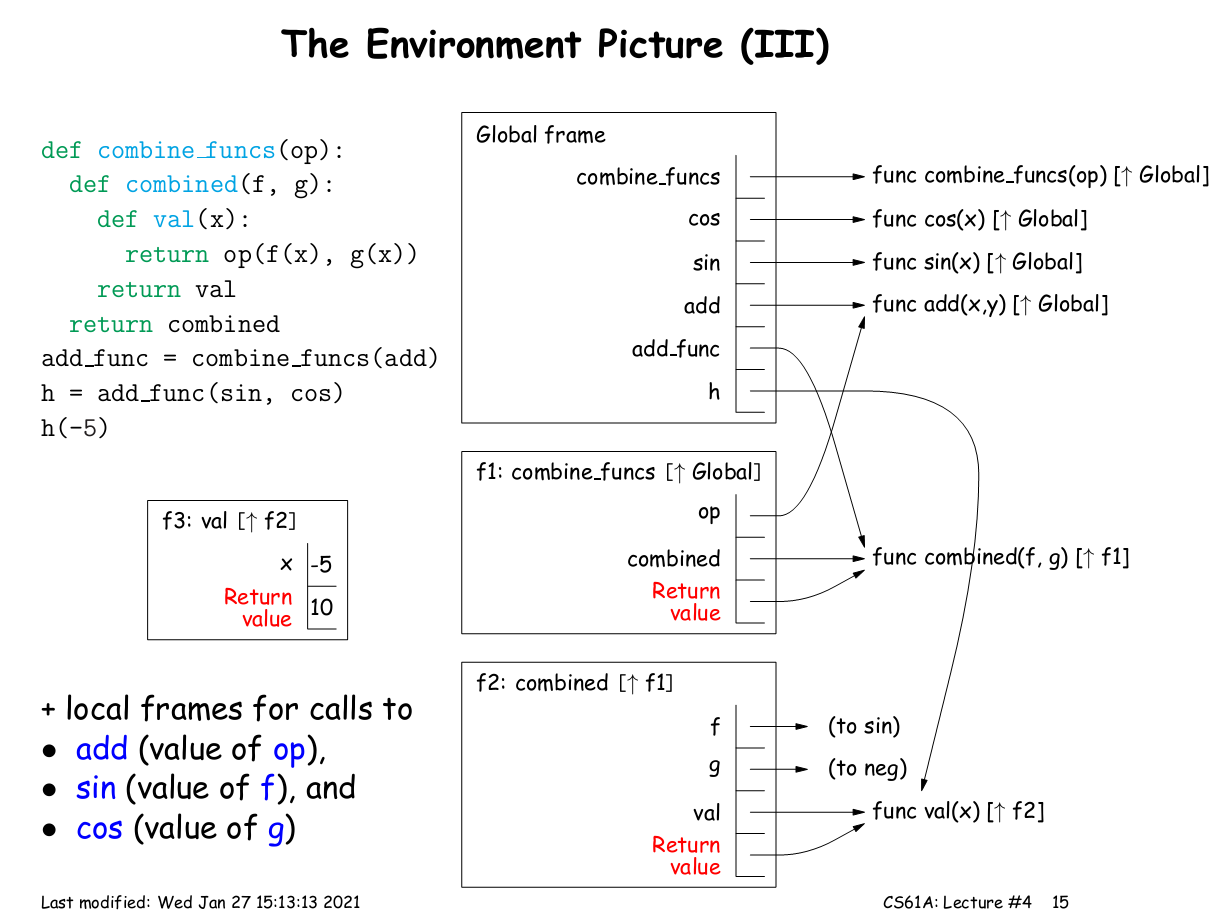 The Environment Picture (III)
def combine_funcs(op):
def combined(f, g):
def val(x):
return op(f(x), g(x))
return val
return combined
add_func = combine_funcs(add)
h = add_func(sin, cos)
h(-5)
Global frame
combine_funcs
func combine_funcs(op) [↑ Global]
cos
func cos(x) [↑ Global]
sin
func sin(x) [↑ Global]
add
func add(x,y) [↑ Global]
add_func
h
f1: combine_funcs [↑ Global]
op
combined
func combined(f, g) [↑ f1]
Return
value
f3: val [↑ f2]
x -5
Return
value 10
f2: combined [↑ f1]
f (to sin)
g (to neg)
val
func val(x) [↑ f2]
Return
value
+ local frames for calls to
• add (value of op),
• sin (value of f), and
• cos (value of g)
Last modified: Wed Jan 27 15:13:13 2021
CS61A: Lecture #4 15